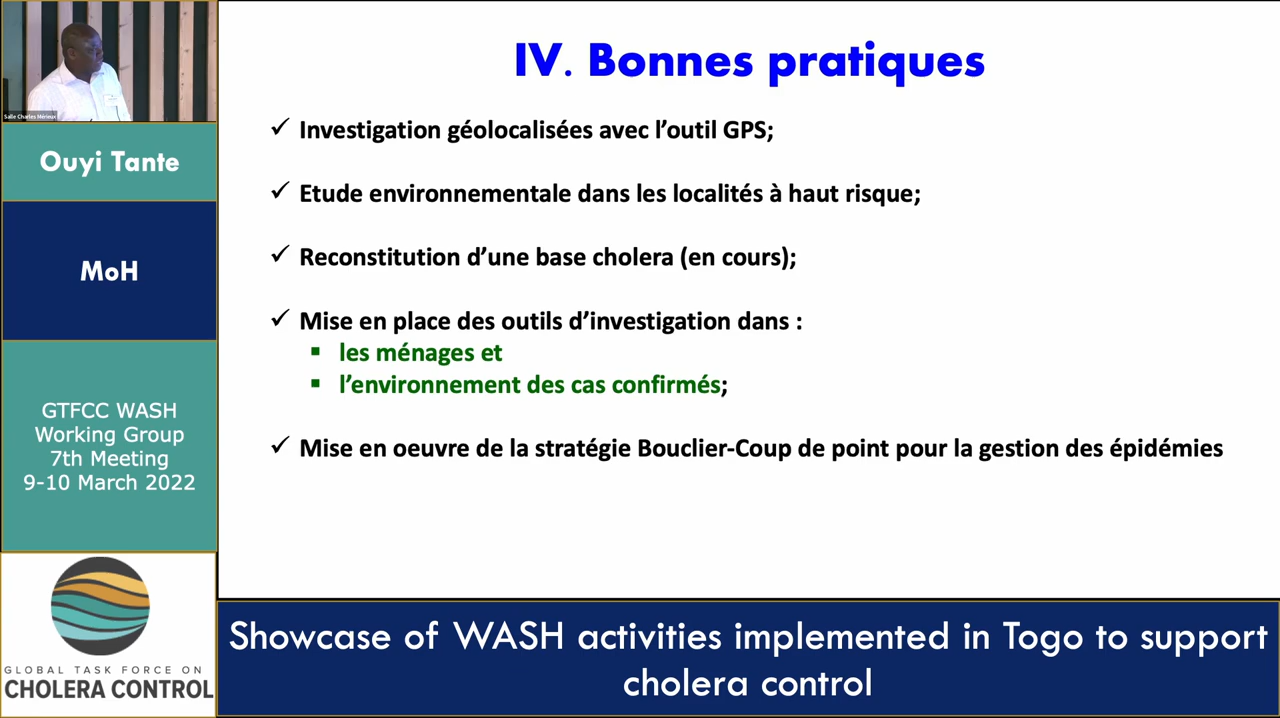 Salle Charles Mérieux
Ouyi Tante
MoH
GTFCC WASH
Working Group
7th Meeting
9-10 March 2022
GLOBAL TASK FORCE ON
CHOLERA CONTROL
IV. Bonnes pratiques
✓ Investigation géolocalisées avec l’outil GPS;
✓ Etude environnementale dans les localités à haut risque;
✓ Reconstitution d’une base cholera (en cours);
✓ Mise en place des outils d’investigation dans :
▪ les ménages et
▪ l’environnement des cas confirmés;
✓ Mise en oeuvre de la stratégie Bouclier-Coup de point pour la gestion des épidémies
Showcase of WASH activities implemented in Togo to support
cholera control